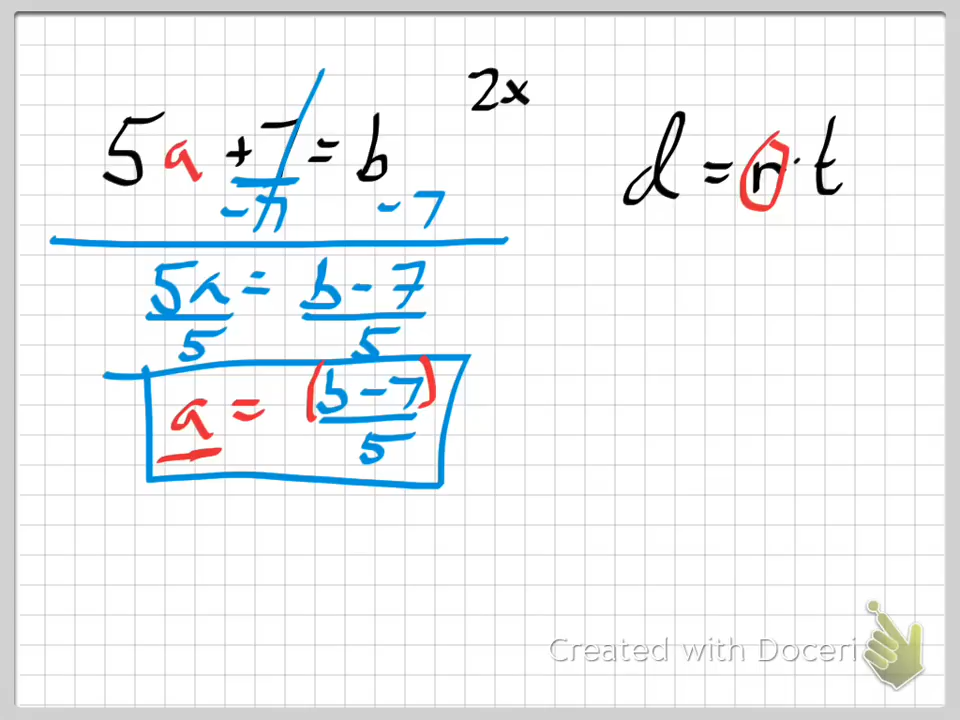 2x
5a + 7 = b
d = r · t
- 7 - 7
5a = b - 7
5 5
a = (b - 7)
5
Created with Doceri